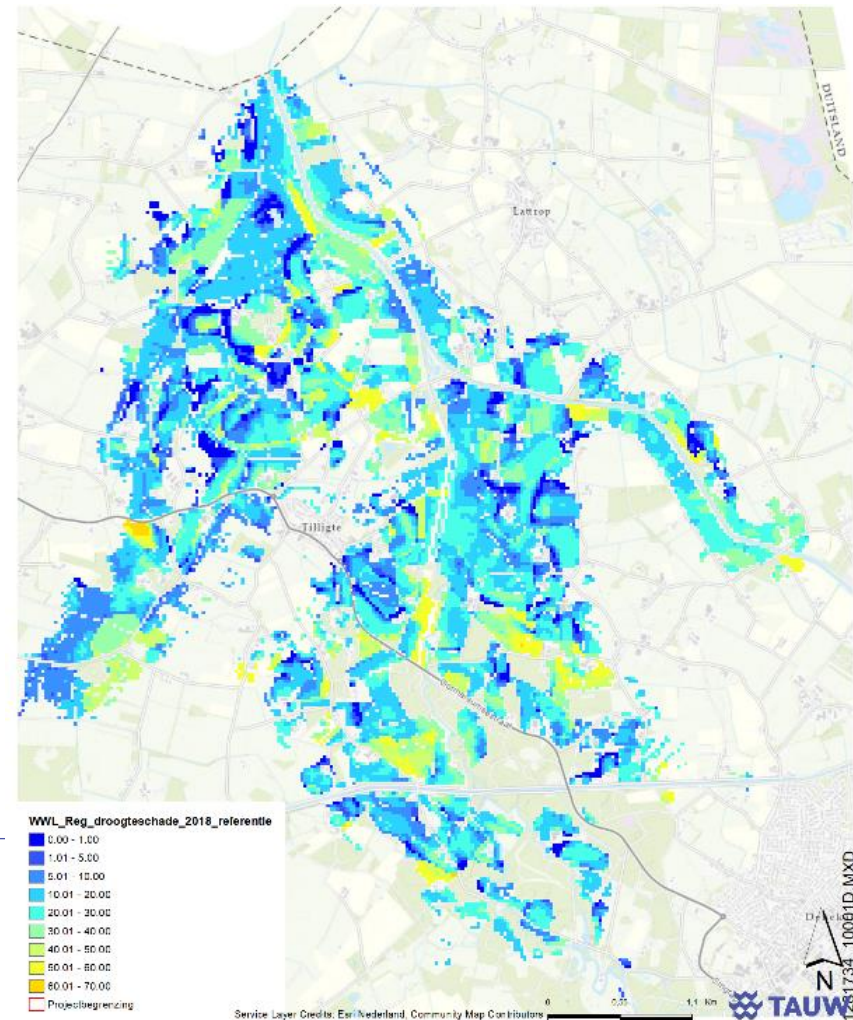 DUITSLAND
Lattrop
Tilligte
WWL_Reg_droogteschade_2018_referentie
0.00 - 1.00
1.01 - 5.00
5.01 - 10.00
10.01 - 20.00
20.01 - 30.00
30.01 - 40.00
40.01 - 50.00
50.01 - 60.00
60.01 - 70.00
Projectbegrenzing
Service Layer Credits: Esri Nederland, Community Map Contributors
0 0,55 1,1 Km
N
TAUW